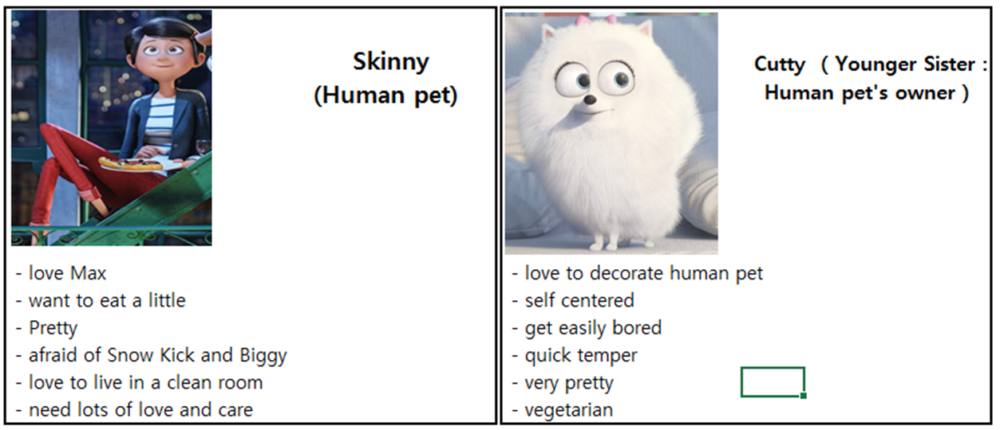 Skinny
(Human pet)
- love Max
- want to eat a little
- Pretty
- afraid of Snow Kick and Biggy
- love to live in a clean room
- need lots of love and care
Cutty ( Younger Sister :
Human pet's owner )
- love to decorate human pet
- self centered
- get easily bored
- quick temper
- very pretty
- vegetarian